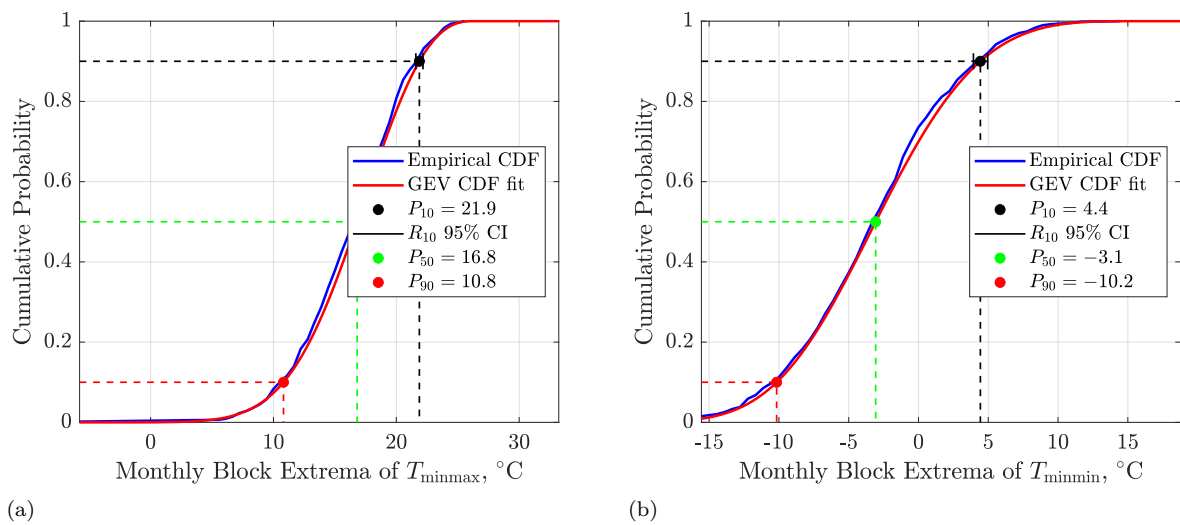 1
0.8
0.6
0.4
0.2
0
Cumulative Probability
0 10 20 30
Monthly Block Extrema of T_minmax, °C
Empirical CDF
GEV CDF fit
P_10 = 21.9
R_10 95% CI
P_50 = 16.8
P_90 = 10.8
(a)
1
0.8
0.6
0.4
0.2
0
Cumulative Probability
-15 -10 -5 0 5 10 15
Monthly Block Extrema of T_minmin, °C
Empirical CDF
GEV CDF fit
P_10 = 4.4
R_10 95% CI
P_50 = −3.1
P_90 = −10.2
(b)